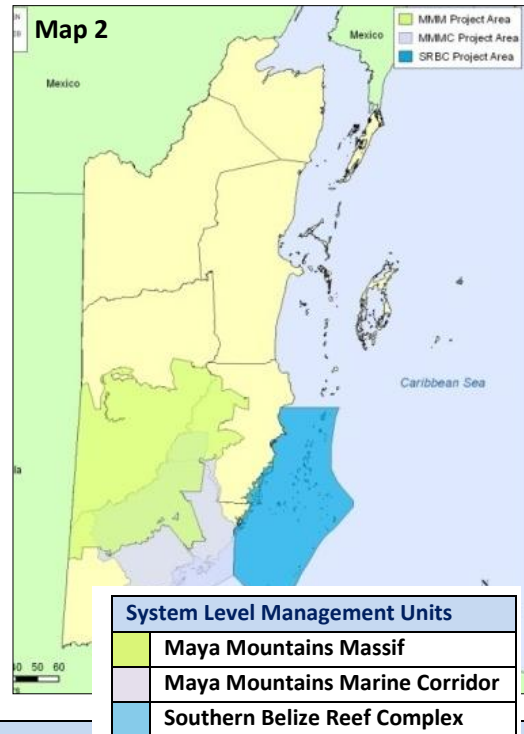 Map 2
MMM Project Area
MMMC Project Area
SRBC Project Area
Mexico
Mexico
Caribbean Sea
la
N
System Level Management Units
Maya Mountains Massif
Maya Mountains Marine Corridor
Southern Belize Reef Complex
50 60